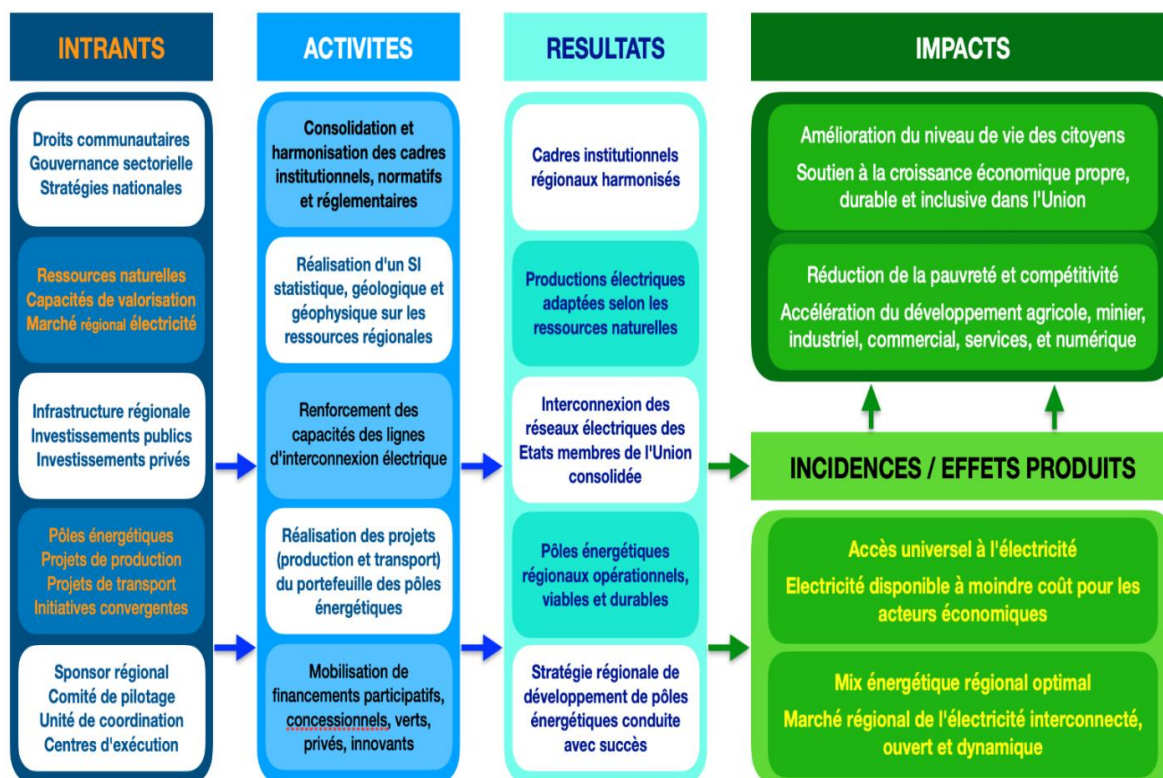 INTRANTS
Droits communautaires
Gouvernance sectorielle
Stratégies nationales
Ressources naturelles
Capacités de valorisation
Marché régional électricité
Infrastructure régionale
Investissements publics
Investissements privés
Pôles énergétiques
Projets de production
Projets de transport
Initiatives convergentes
Sponsor régional
Comité de pilotage
Unité de coordination
Centres d'exécution
ACTIVITES
Consolidation et
harmonisation des cadres
institutionnels, normatifs
et réglementaires
Réalisation d'un SI
statistique, géologique et
géophysique sur les
ressources régionales
Renforcement des
capacités des lignes
d'interconnexion électrique
Réalisation des projets
(production et transport)
du portefeuille des pôles
énergétiques
Mobilisation de
financements participatifs,
concessionnels, verts,
privés, innovants
RESULTATS
Cadres institutionnels
régionaux harmonisés
Productions électriques
adaptées selon les
ressources naturelles
Interconnexion des
réseaux électriques des
Etats membres de l'Union
consolidée
Pôles énergétiques
régionaux opérationnels,
viables et durables
Stratégie régionale de
développement de pôles
énergétiques conduite
avec succès
IMPACTS
Amélioration du niveau de vie des citoyens
Soutien à la croissance économique propre,
durable et inclusive dans l'Union
Réduction de la pauvreté et compétitivité
Accélération du développement agricole, minier,
industriel, commercial, services, et numérique
INCIDENCES / EFFETS PRODUITS
Accès universel à l'électricité
Electricité disponible à moindre coût pour les
acteurs économiques
Mix énergétique régional optimal
Marché régional de l'électricité interconnecté,
ouvert et dynamique